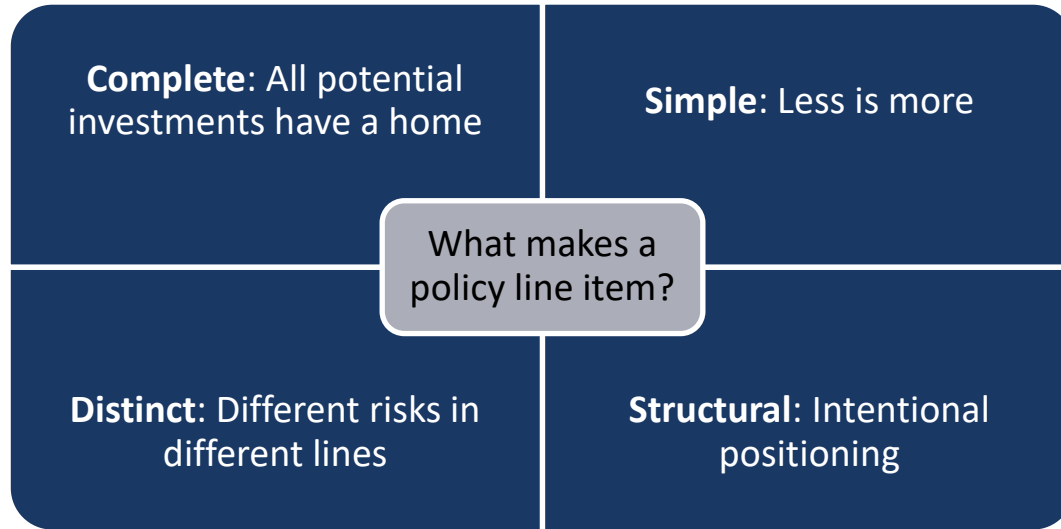 Complete: All potential
investments have a home
Simple: Less is more
What makes a
policy line item?
Distinct: Different risks in
different lines
Structural: Intentional
positioning